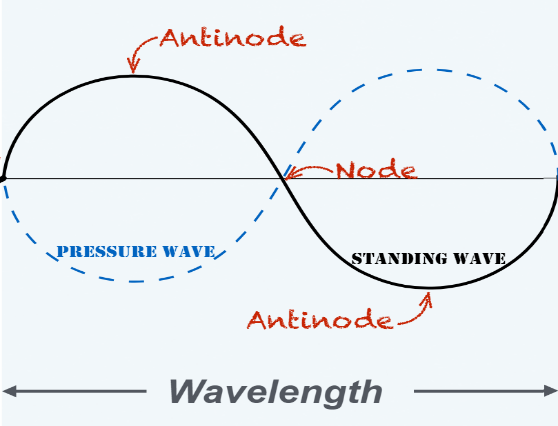 Antinode
Node
PRESSURE WAVE
STANDING WAVE
Antinode
Wavelength